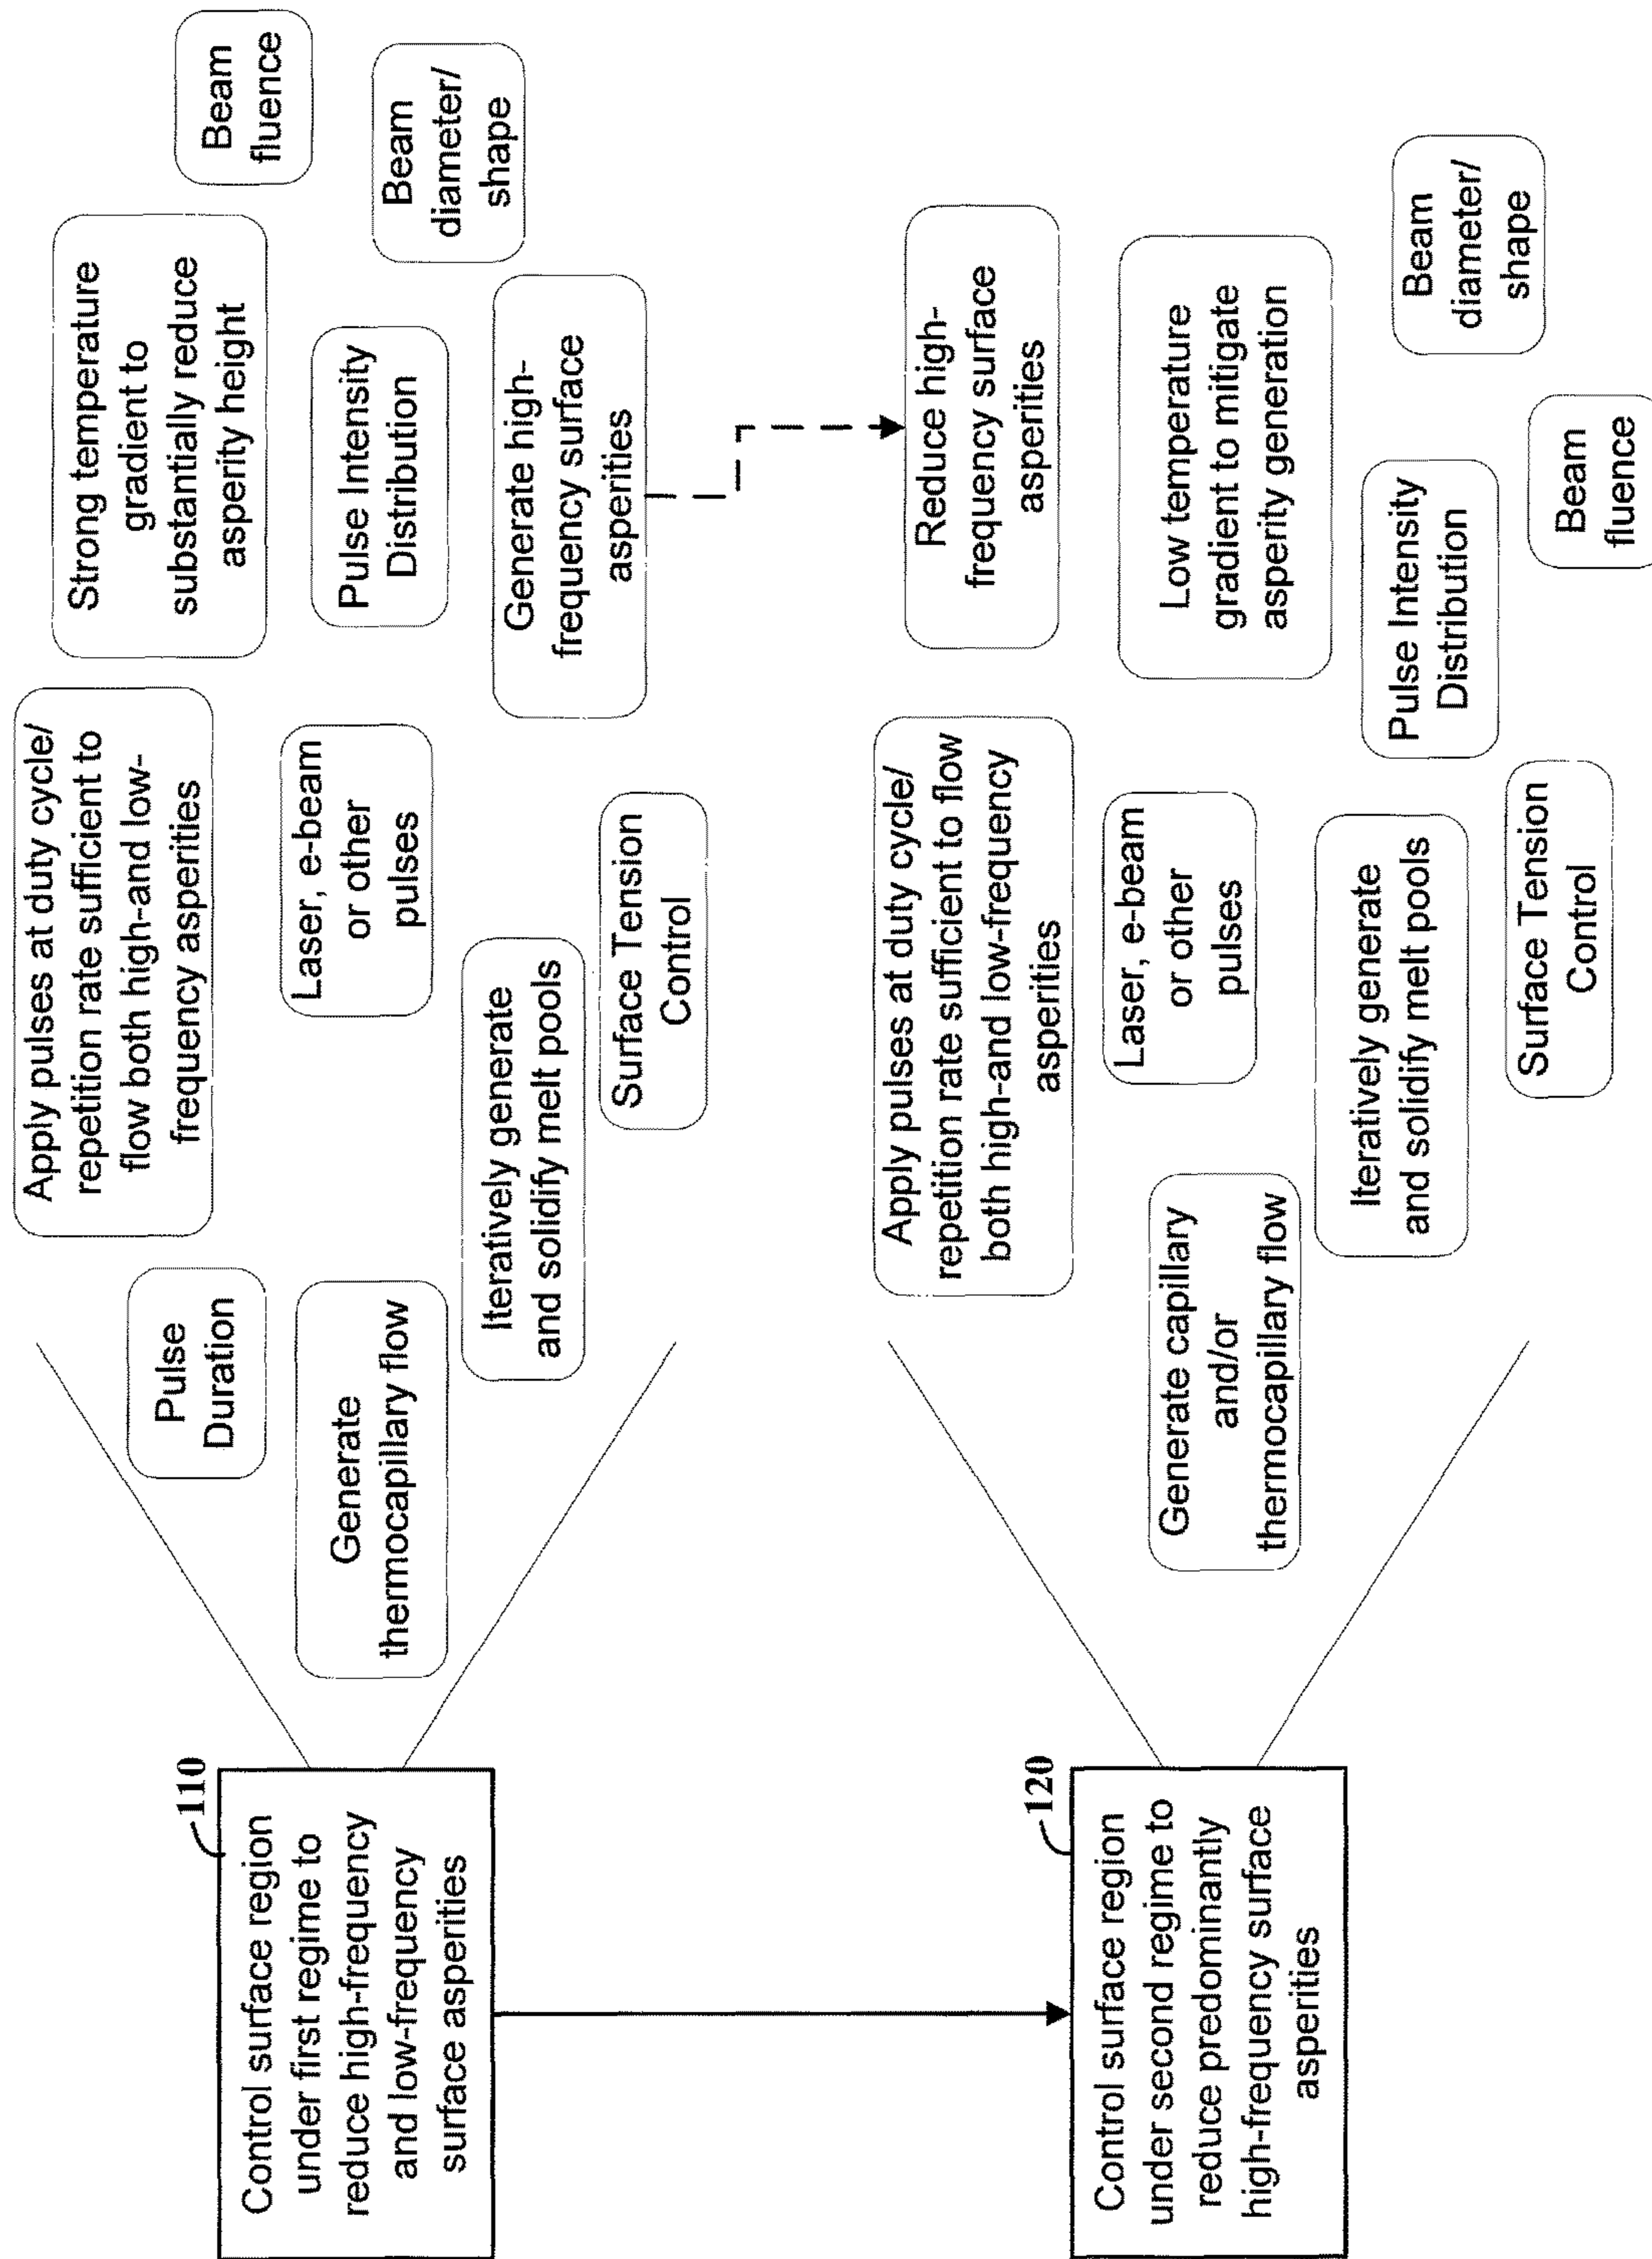 110
Control surface region
under first regime to
reduce high-frequency
and low-frequency
surface asperities
Pulse
Duration
Generate
thermocapillary flow
Apply pulses at duty cycle/
repetition rate sufficient to
flow both high-and low-
frequency asperities
Laser, e-beam
or other
pulses
Iteratively generate
and solidify melt pools
Surface Tension
Control
Strong temperature
gradient to
substantially reduce
asperity height
Pulse Intensity
Distribution
Generate high-
frequency surface
asperities
Beam
fluence
Beam
diameter/
shape
120
Control surface region
under second regime to
reduce predominantly
high-frequency surface
asperities
Generate capillary
and/or
thermocapillary flow
Apply pulses at duty cycle/
repetition rate sufficient to flow
both high-and low-frequency
asperities
Laser, e-beam
or other
pulses
Iteratively generate
and solidify melt pools
Surface Tension
Control
Reduce high-
frequency surface
asperities
Low temperature
gradient to mitigate
asperity generation
Pulse Intensity
Distribution
Beam
diameter/
shape
Beam
fluence